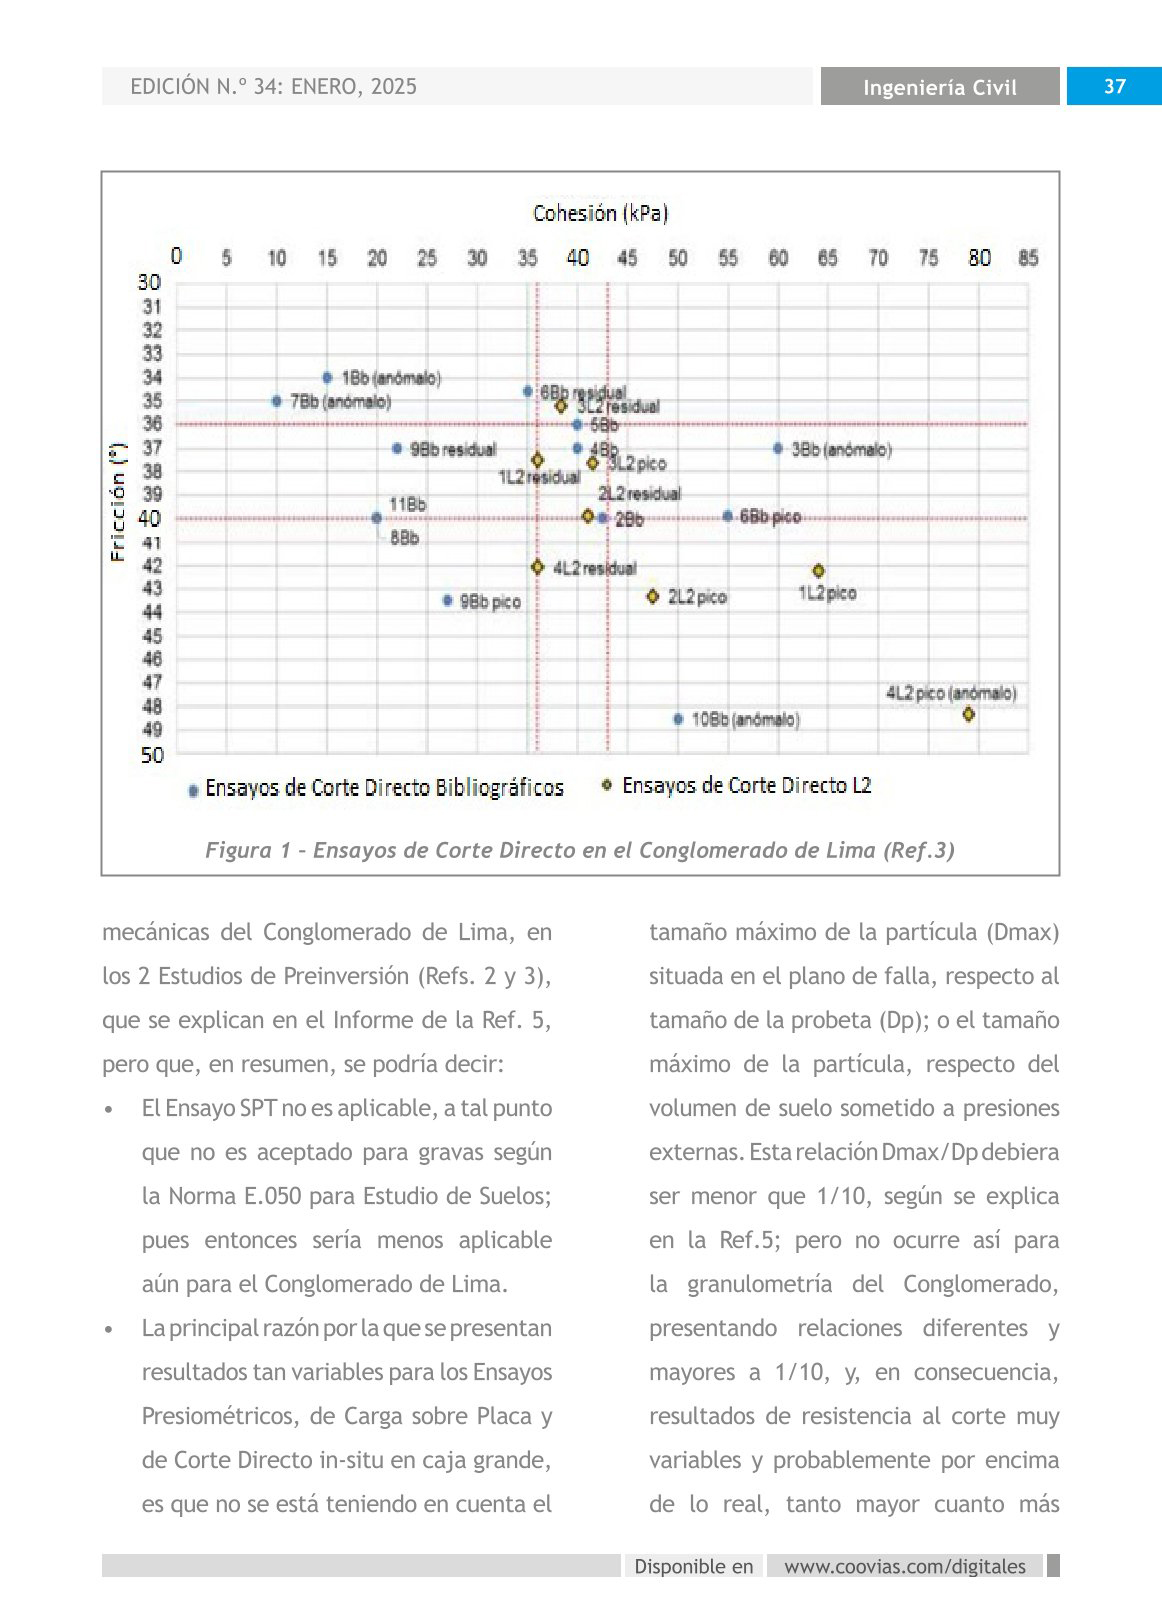 EDICIÓN N.º 34: ENERO, 2025
Ingeniería Civil
37
Cohesión (kPa)
0 5 10 15 20 25 30 35 40 45 50 55 60 65 70 75 80 85
Fricción (°)
30
31
32
33
34
35
36
37
38
39
40
41
42
43
44
45
46
47
48
49
50
1Bb (anómalo)
6Bb residual
7Bb (anómalo)
3L2 residual
5Bb
9Bb residual
4Bb
3Bb (anómalo)
3L2 pico
1L2 residual
2L2 residual
11Bb
2Bb
6Bb pico
8Bb
4L2 residual
1L2 pico
9Bb pico
2L2 pico
4L2 pico (anómalo)
10Bb (anómalo)
Ensayos de Corte Directo Bibliográficos
Ensayos de Corte Directo L2
Figura 1 – Ensayos de Corte Directo en el Conglomerado de Lima (Ref.3)
mecánicas del Conglomerado de Lima, en
los 2 Estudios de Preinversión (Refs. 2 y 3),
que se explican en el Informe de la Ref. 5,
pero que, en resumen, se podría decir:
• El Ensayo SPT no es aplicable, a tal punto
que no es aceptado para gravas según
la Norma E.050 para Estudio de Suelos;
pues entonces sería menos aplicable
aún para el Conglomerado de Lima.
• La principal razón por la que se presentan
resultados tan variables para los Ensayos
Presiométricos, de Carga sobre Placa y
de Corte Directo in-situ en caja grande,
es que no se está teniendo en cuenta el
tamaño máximo de la partícula (Dmax)
situada en el plano de falla, respecto al
tamaño de la probeta (Dp); o el tamaño
máximo de la partícula, respecto del
volumen de suelo sometido a presiones
externas. Esta relación Dmax/Dp debiera
ser menor que 1/10, según se explica
en la Ref.5; pero no ocurre así para
la granulometría del Conglomerado,
presentando relaciones diferentes y
mayores a 1/10, y, en consecuencia,
resultados de resistencia al corte muy
variables y probablemente por encima
de lo real, tanto mayor cuanto más
Disponible en
www.coovias.com/digitales